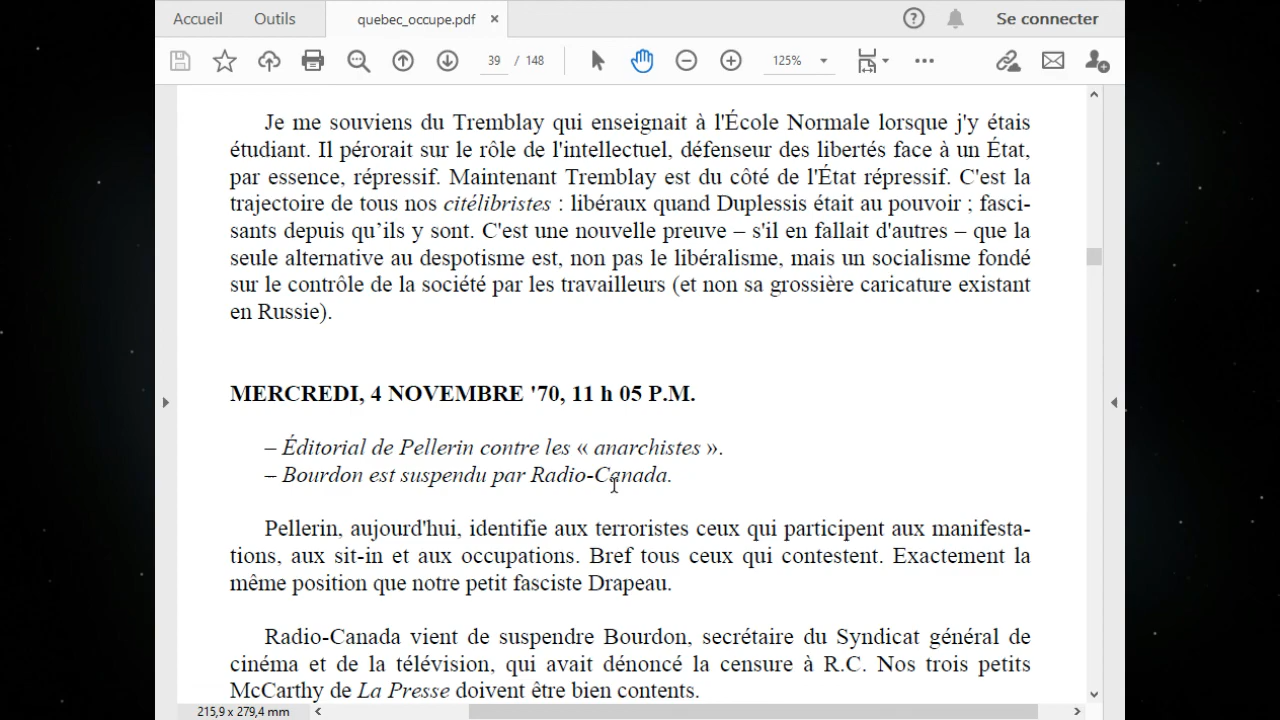 Accueil Outils quebec_occupe.pdf × ? Se connecter
39 / 148 125%
Je me souviens du Tremblay qui enseignait à l'École Normale lorsque j'y étais
étudiant. Il pérorait sur le rôle de l'intellectuel, défenseur des libertés face à un État,
par essence, répressif. Maintenant Tremblay est du côté de l'État répressif. C'est la
trajectoire de tous nos citélibristes : libéraux quand Duplessis était au pouvoir ; fasci-
sants depuis qu’ils y sont. C'est une nouvelle preuve – s'il en fallait d'autres – que la
seule alternative au despotisme est, non pas le libéralisme, mais un socialisme fondé
sur le contrôle de la société par les travailleurs (et non sa grossière caricature existant
en Russie).
MERCREDI, 4 NOVEMBRE '70, 11 h 05 P.M.
– Éditorial de Pellerin contre les « anarchistes ».
– Bourdon est suspendu par Radio-Canada.
Pellerin, aujourd'hui, identifie aux terroristes ceux qui participent aux manifesta-
tions, aux sit-in et aux occupations. Bref tous ceux qui contestent. Exactement la
même position que notre petit fasciste Drapeau.
Radio-Canada vient de suspendre Bourdon, secrétaire du Syndicat général de
cinéma et de la télévision, qui avait dénoncé la censure à R.C. Nos trois petits
McCarthy de La Presse doivent être bien contents.
215,9 x 279,4 mm